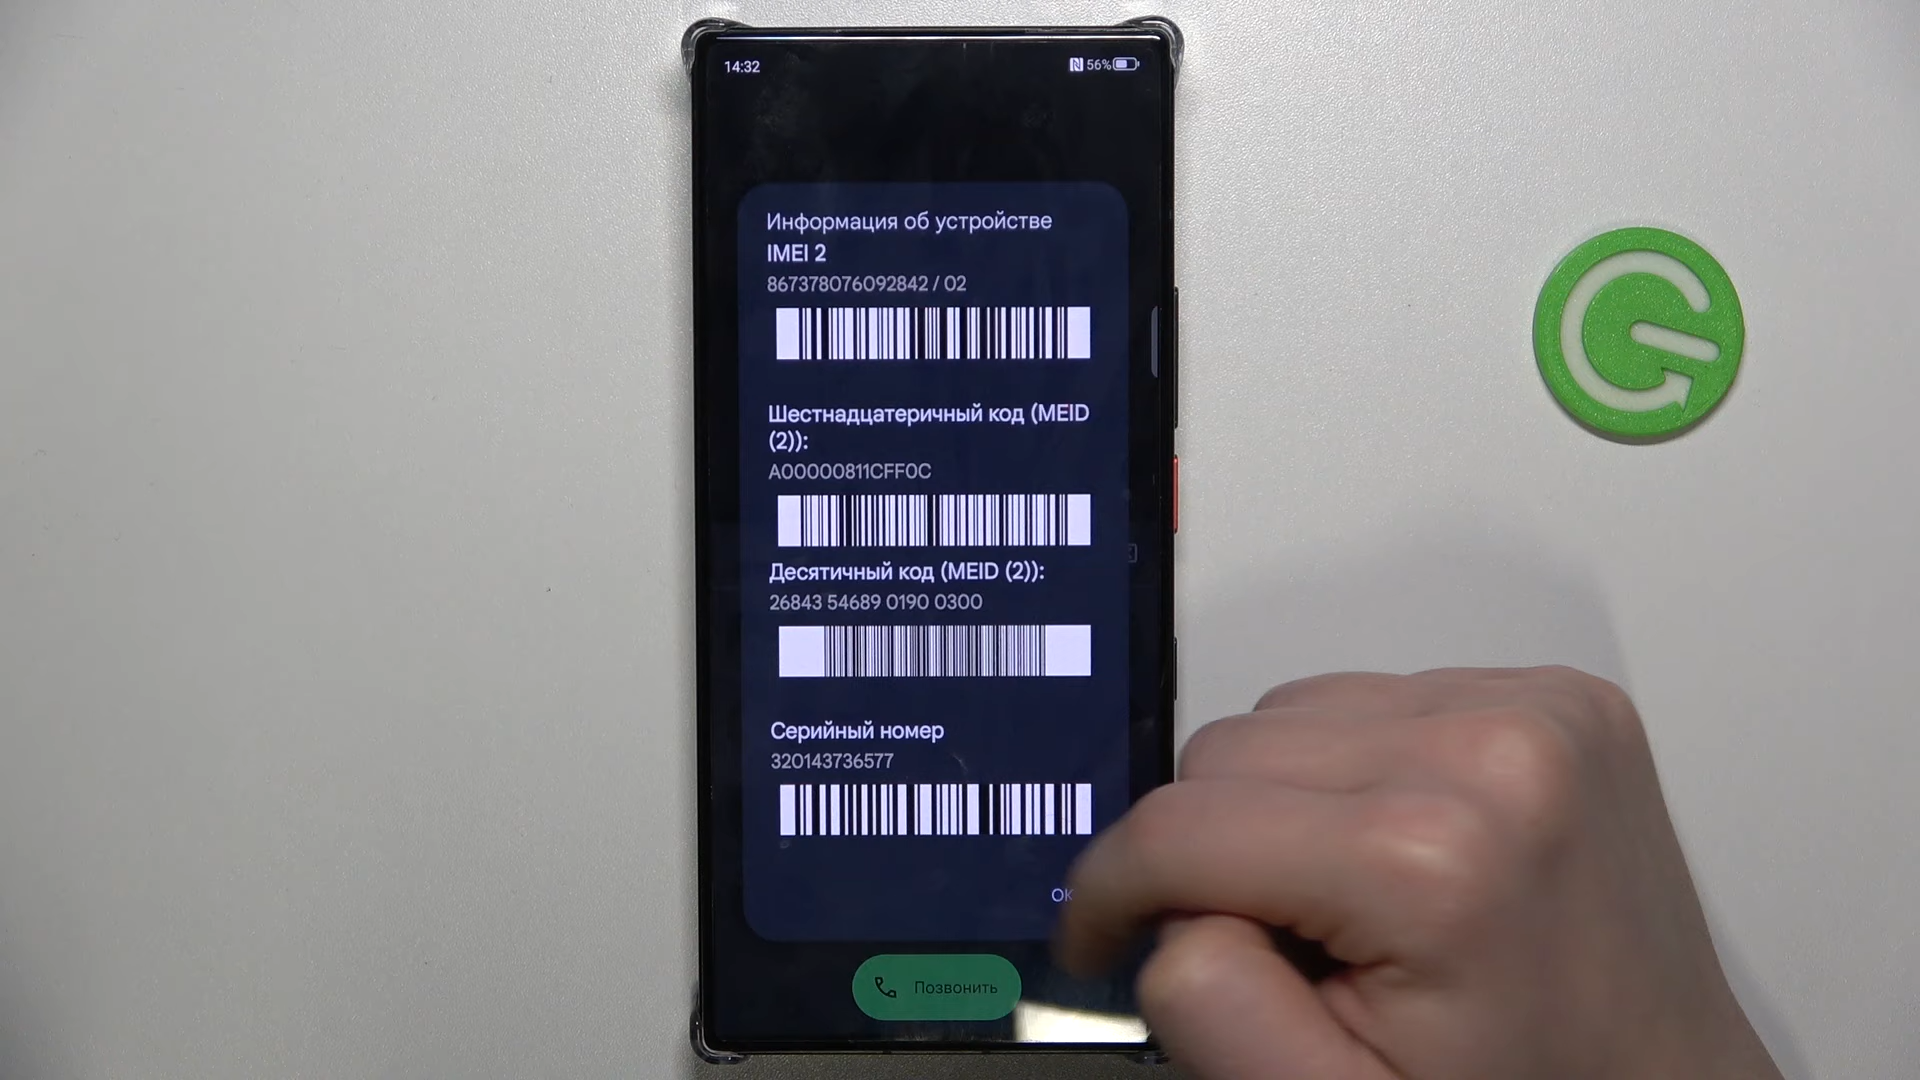 14:32
56%
Информация об устройстве
IMEI 2
867378076092842 / 02
Шестнадцатеричный код (MEID
(2)):
A00000811CFF0C
Десятичный код (MEID (2)):
26843 54689 0190 0300
Серийный номер
320143736577
OK
Позвонить